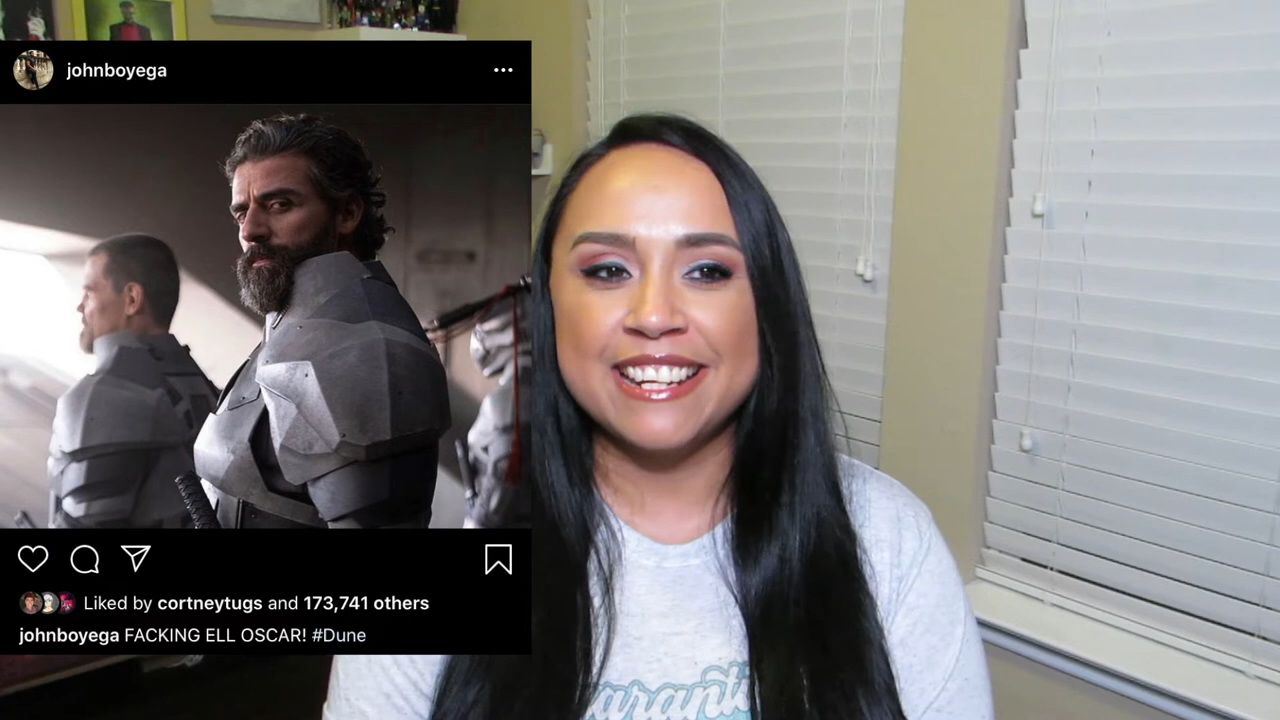 johnboyega
Liked by cortneytugs and 173,741 others
johnboyega FACKING ELL OSCAR! #Dune